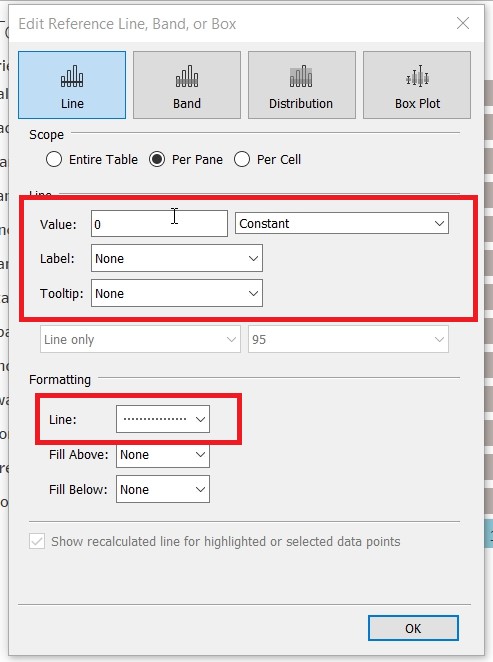 Edit Reference Line, Band, or Box
Line Band Distribution Box Plot
Scope
Entire Table Per Pane Per Cell
Line
Value: 0 Constant
Label: None
Tooltip: None
Line only 95
Formatting
Line:
Fill Above: None
Fill Below: None
Show recalculated line for highlighted or selected data points
OK